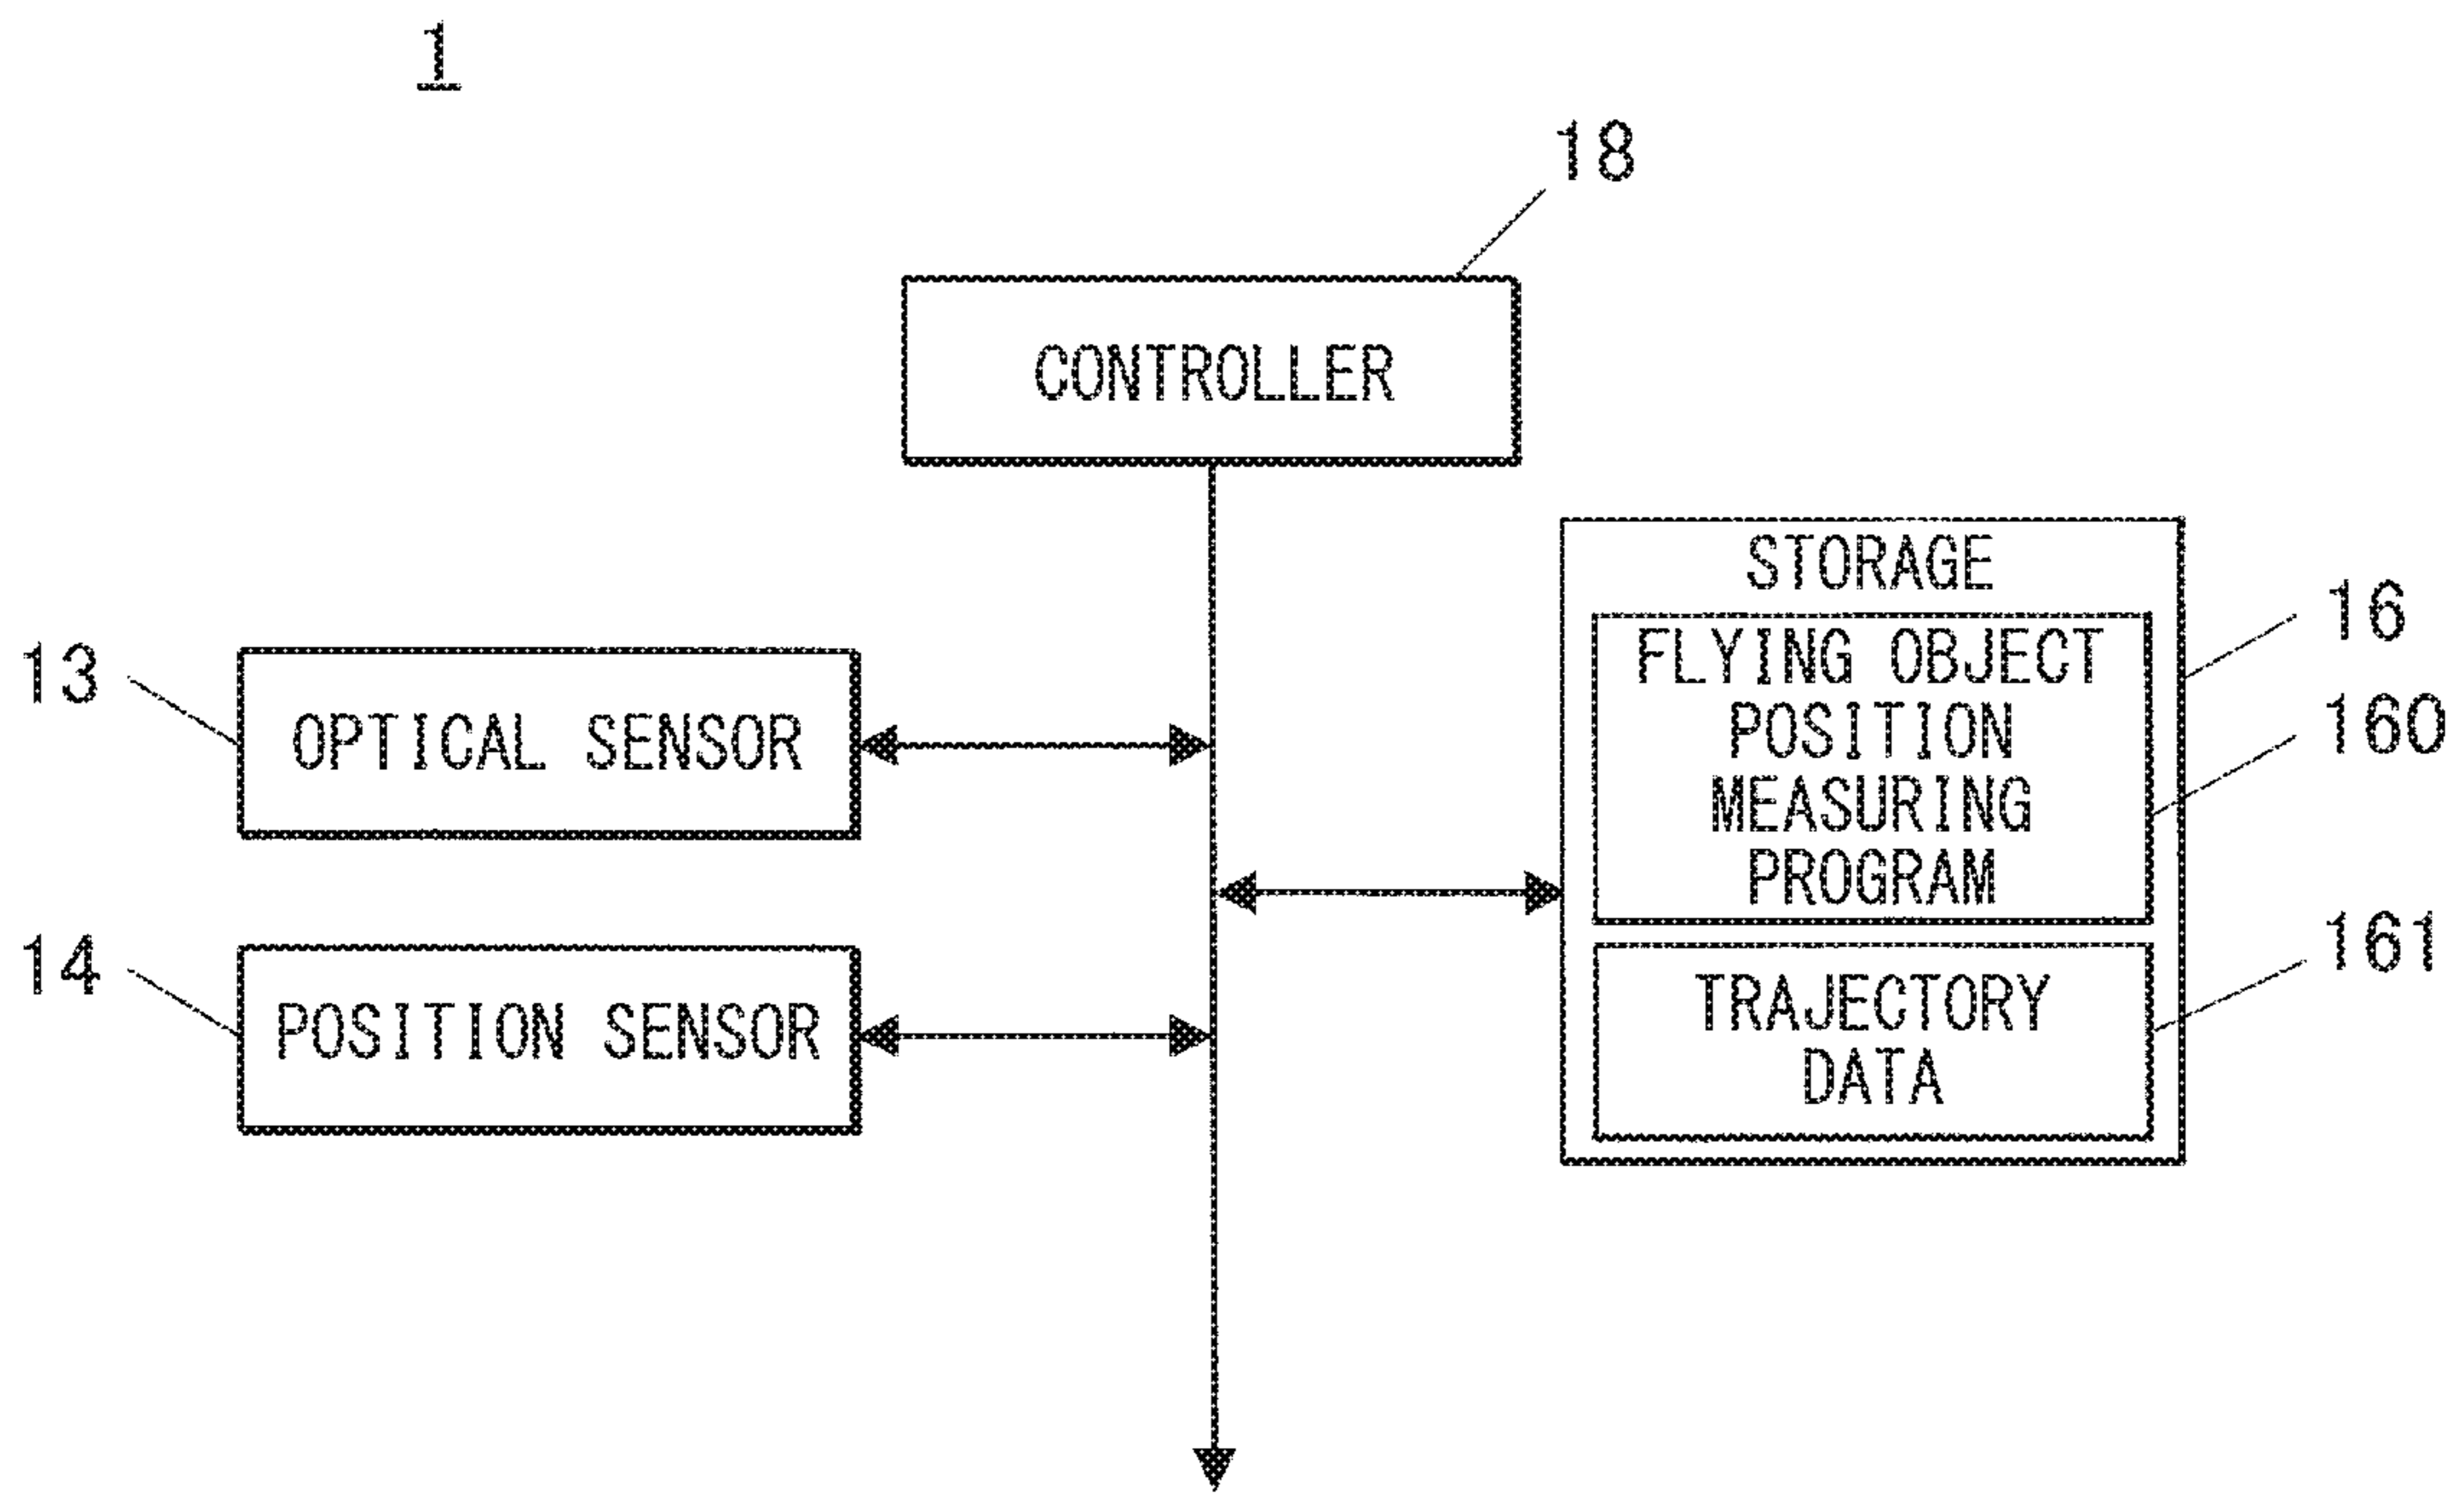 1
18
CONTROLLER
STORAGE
16
FLYING OBJECT
POSITION
MEASURING
PROGRAM
160
13
OPTICAL SENSOR
14
POSITION SENSOR
161
TRAJECTORY
DATA